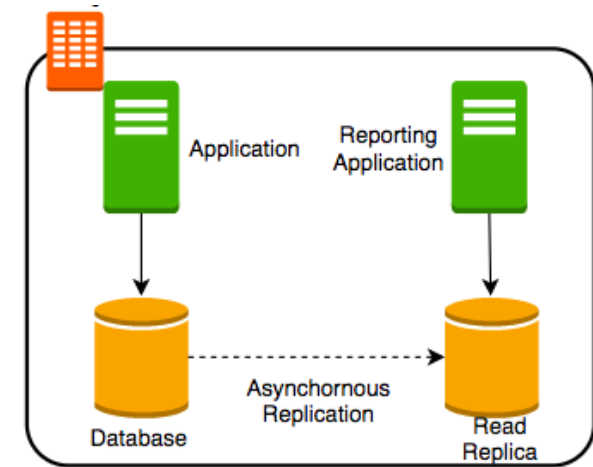 Application
Reporting
Application
Asynchornous
Replication
Database
Read
Replica